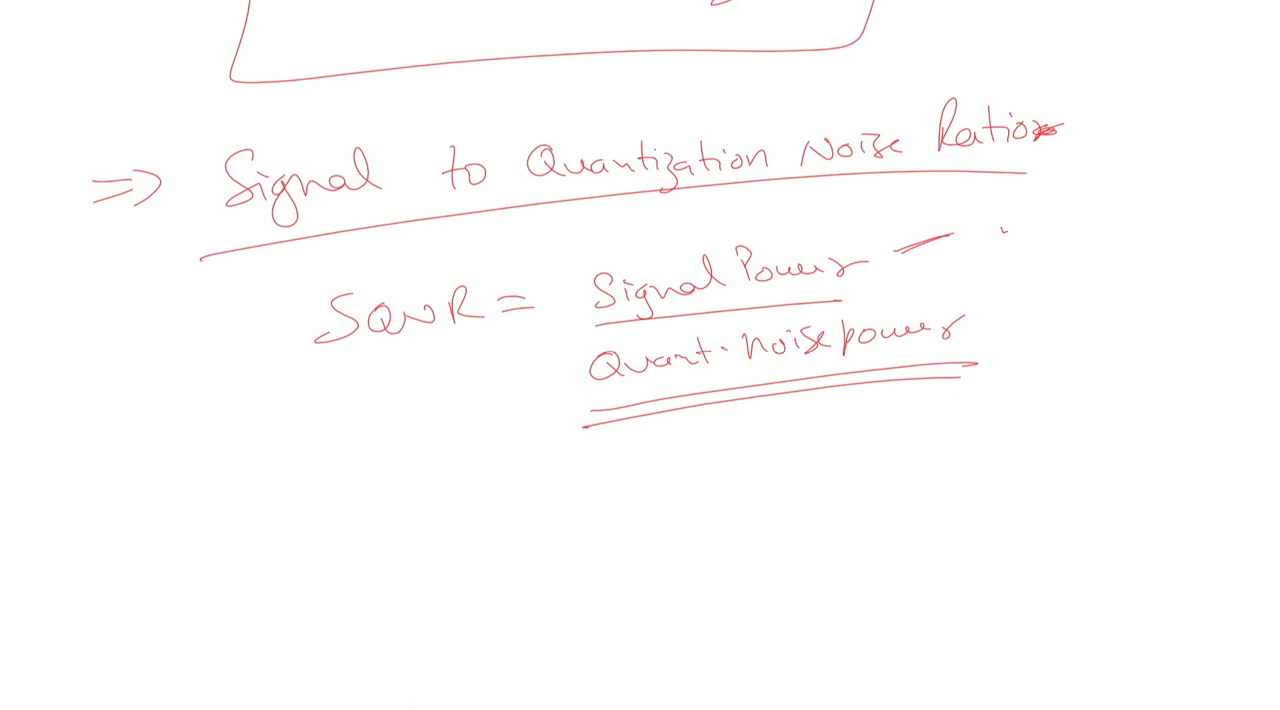 ⇒ Signal to Quantization Noise Ratio
SQNR = Signal Power
Quant. Noise power